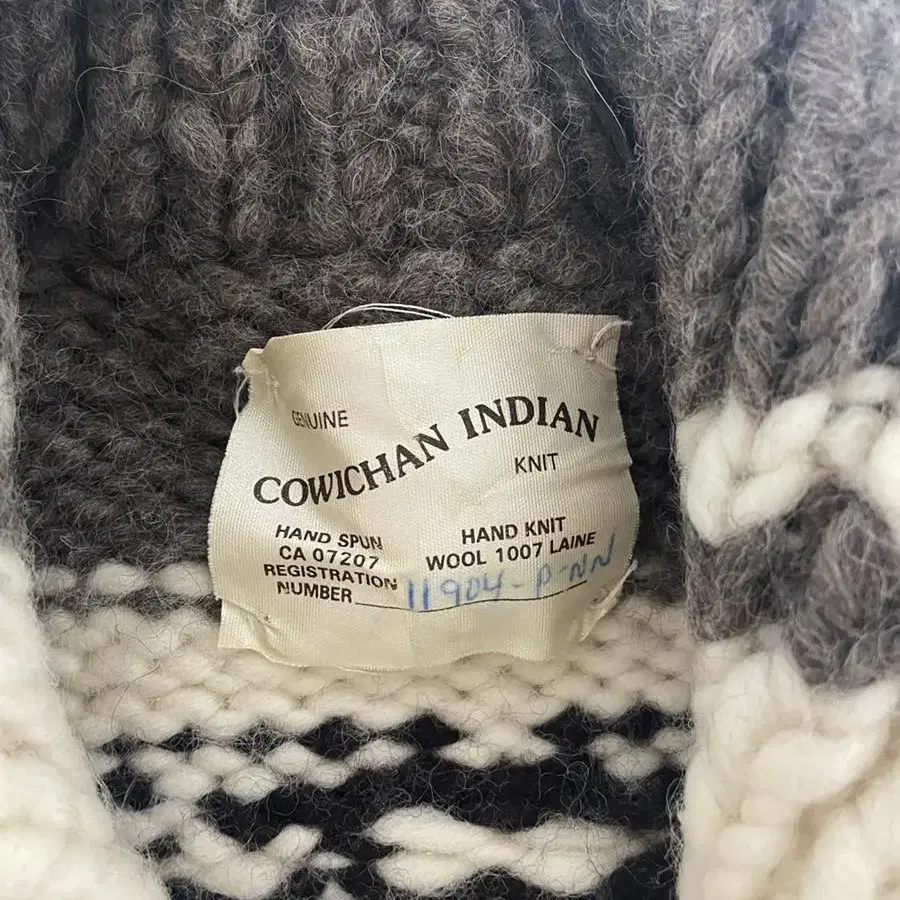 GENUINE
COWICHAN INDIAN
KNIT
HAND SPUN
CA 07207
REGISTRATION
NUMBER 11904-P-NN
HAND KNIT
WOOL 1007 LAINE